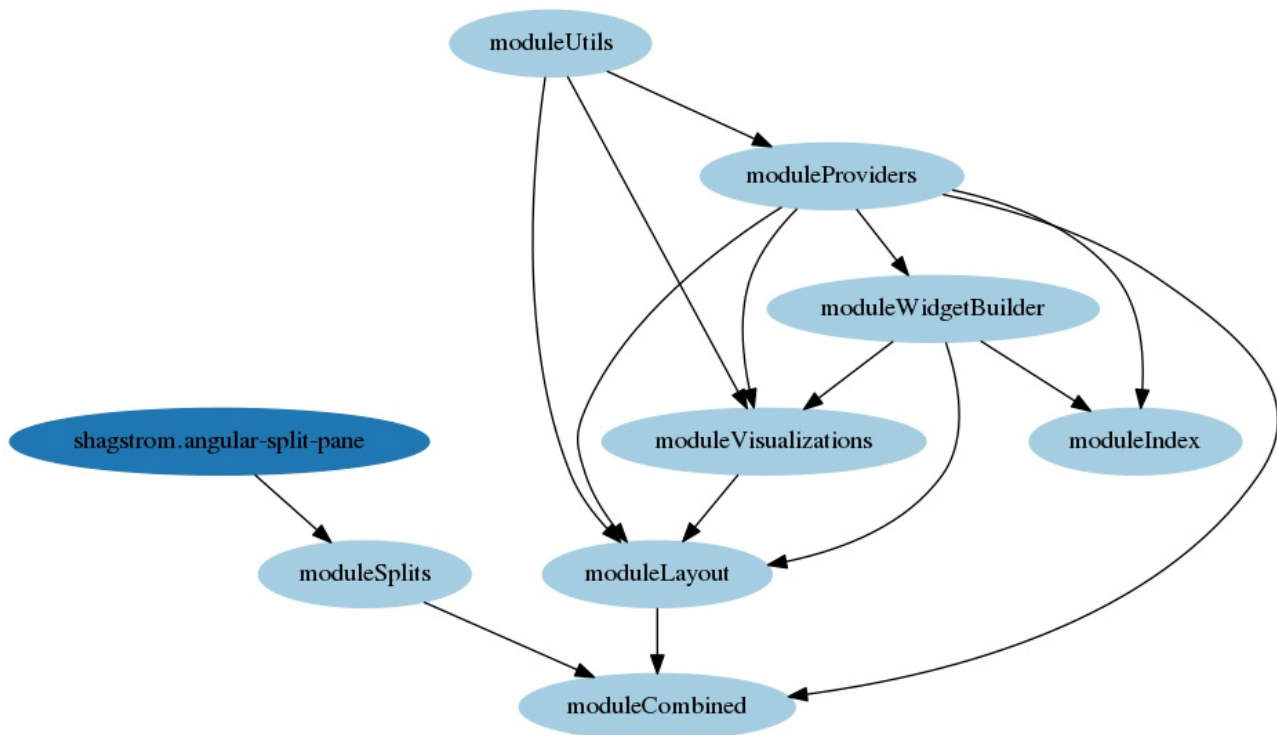 moduleUtils
moduleProviders
moduleWidgetBuilder
shagstrom.angular-split-pane
moduleVisualizations
moduleIndex
moduleSplits
moduleLayout
moduleCombined